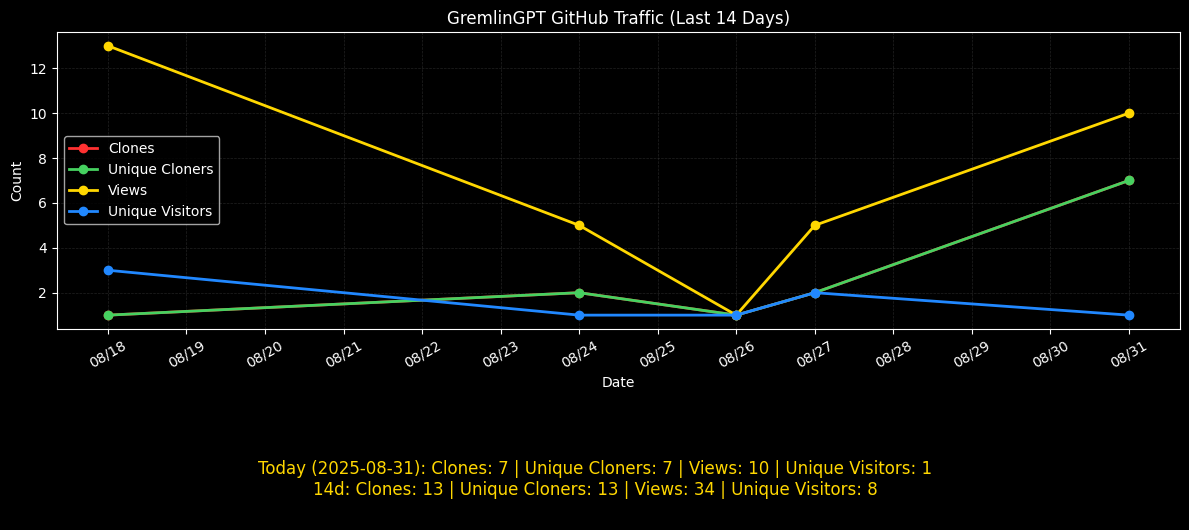 GremlinGPT GitHub Traffic (Last 14 Days)
Count
12
10
8
6
4
2
Clones
Unique Cloners
Views
Unique Visitors
08/18
08/19
08/20
08/21
08/22
08/23
08/24
08/25
08/26
08/27
08/28
08/29
08/30
08/31
Date
Today (2025-08-31): Clones: 7 | Unique Cloners: 7 | Views: 10 | Unique Visitors: 1
14d: Clones: 13 | Unique Cloners: 13 | Views: 34 | Unique Visitors: 8